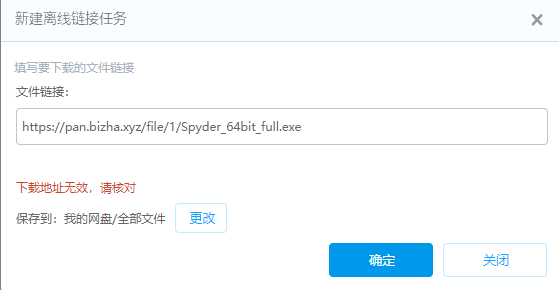 新建离线链接任务
填写要下载的文件链接
文件链接：
https://pan.bizha.xyz/file/1/Spyder_64bit_full.exe
下载地址无效，请核对
保存到：我的网盘/全部文件 更改
确定 关闭